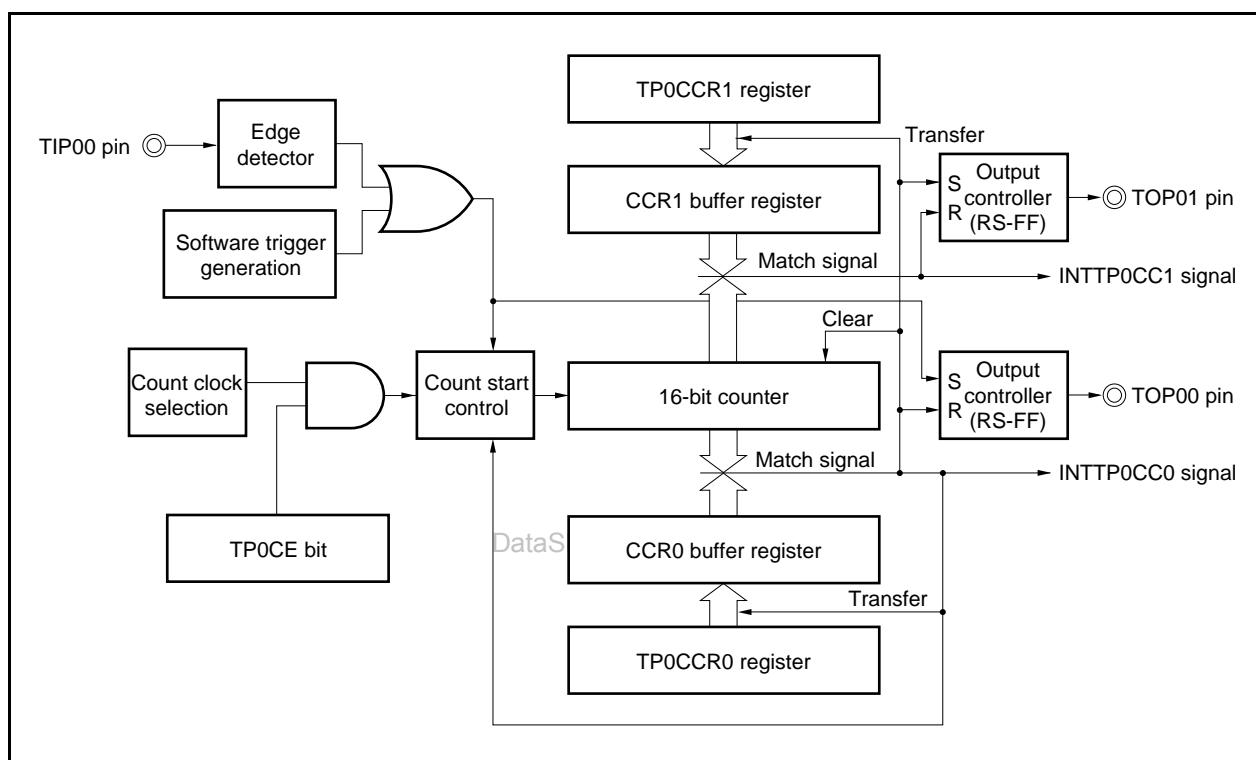 TP0CCR1 register
TIP00 pin
Edge
detector
Transfer
S
R
Output
controller
(RS-FF)
TOP01 pin
CCR1 buffer register
Software trigger
generation
Match signal
INTTP0CC1 signal
Clear
Count clock
selection
Count start
control
16-bit counter
S
R
Output
controller
(RS-FF)
TOP00 pin
Match signal
INTTP0CC0 signal
TP0CE bit
DataS
CCR0 buffer register
Transfer
TP0CCR0 register